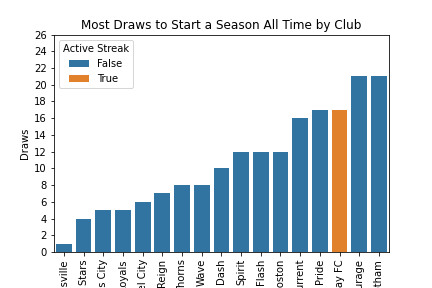 Most Draws to Start a Season All Time by Club
Active Streak
False
True
Draws
26
24
22
20
18
16
14
12
10
8
6
4
2
0
sville
Stars
s City
oyals
el City
Reign
horns
Wave
Dash
Spirit
Flash
oston
urrent
Pride
ay FC
urage
tham